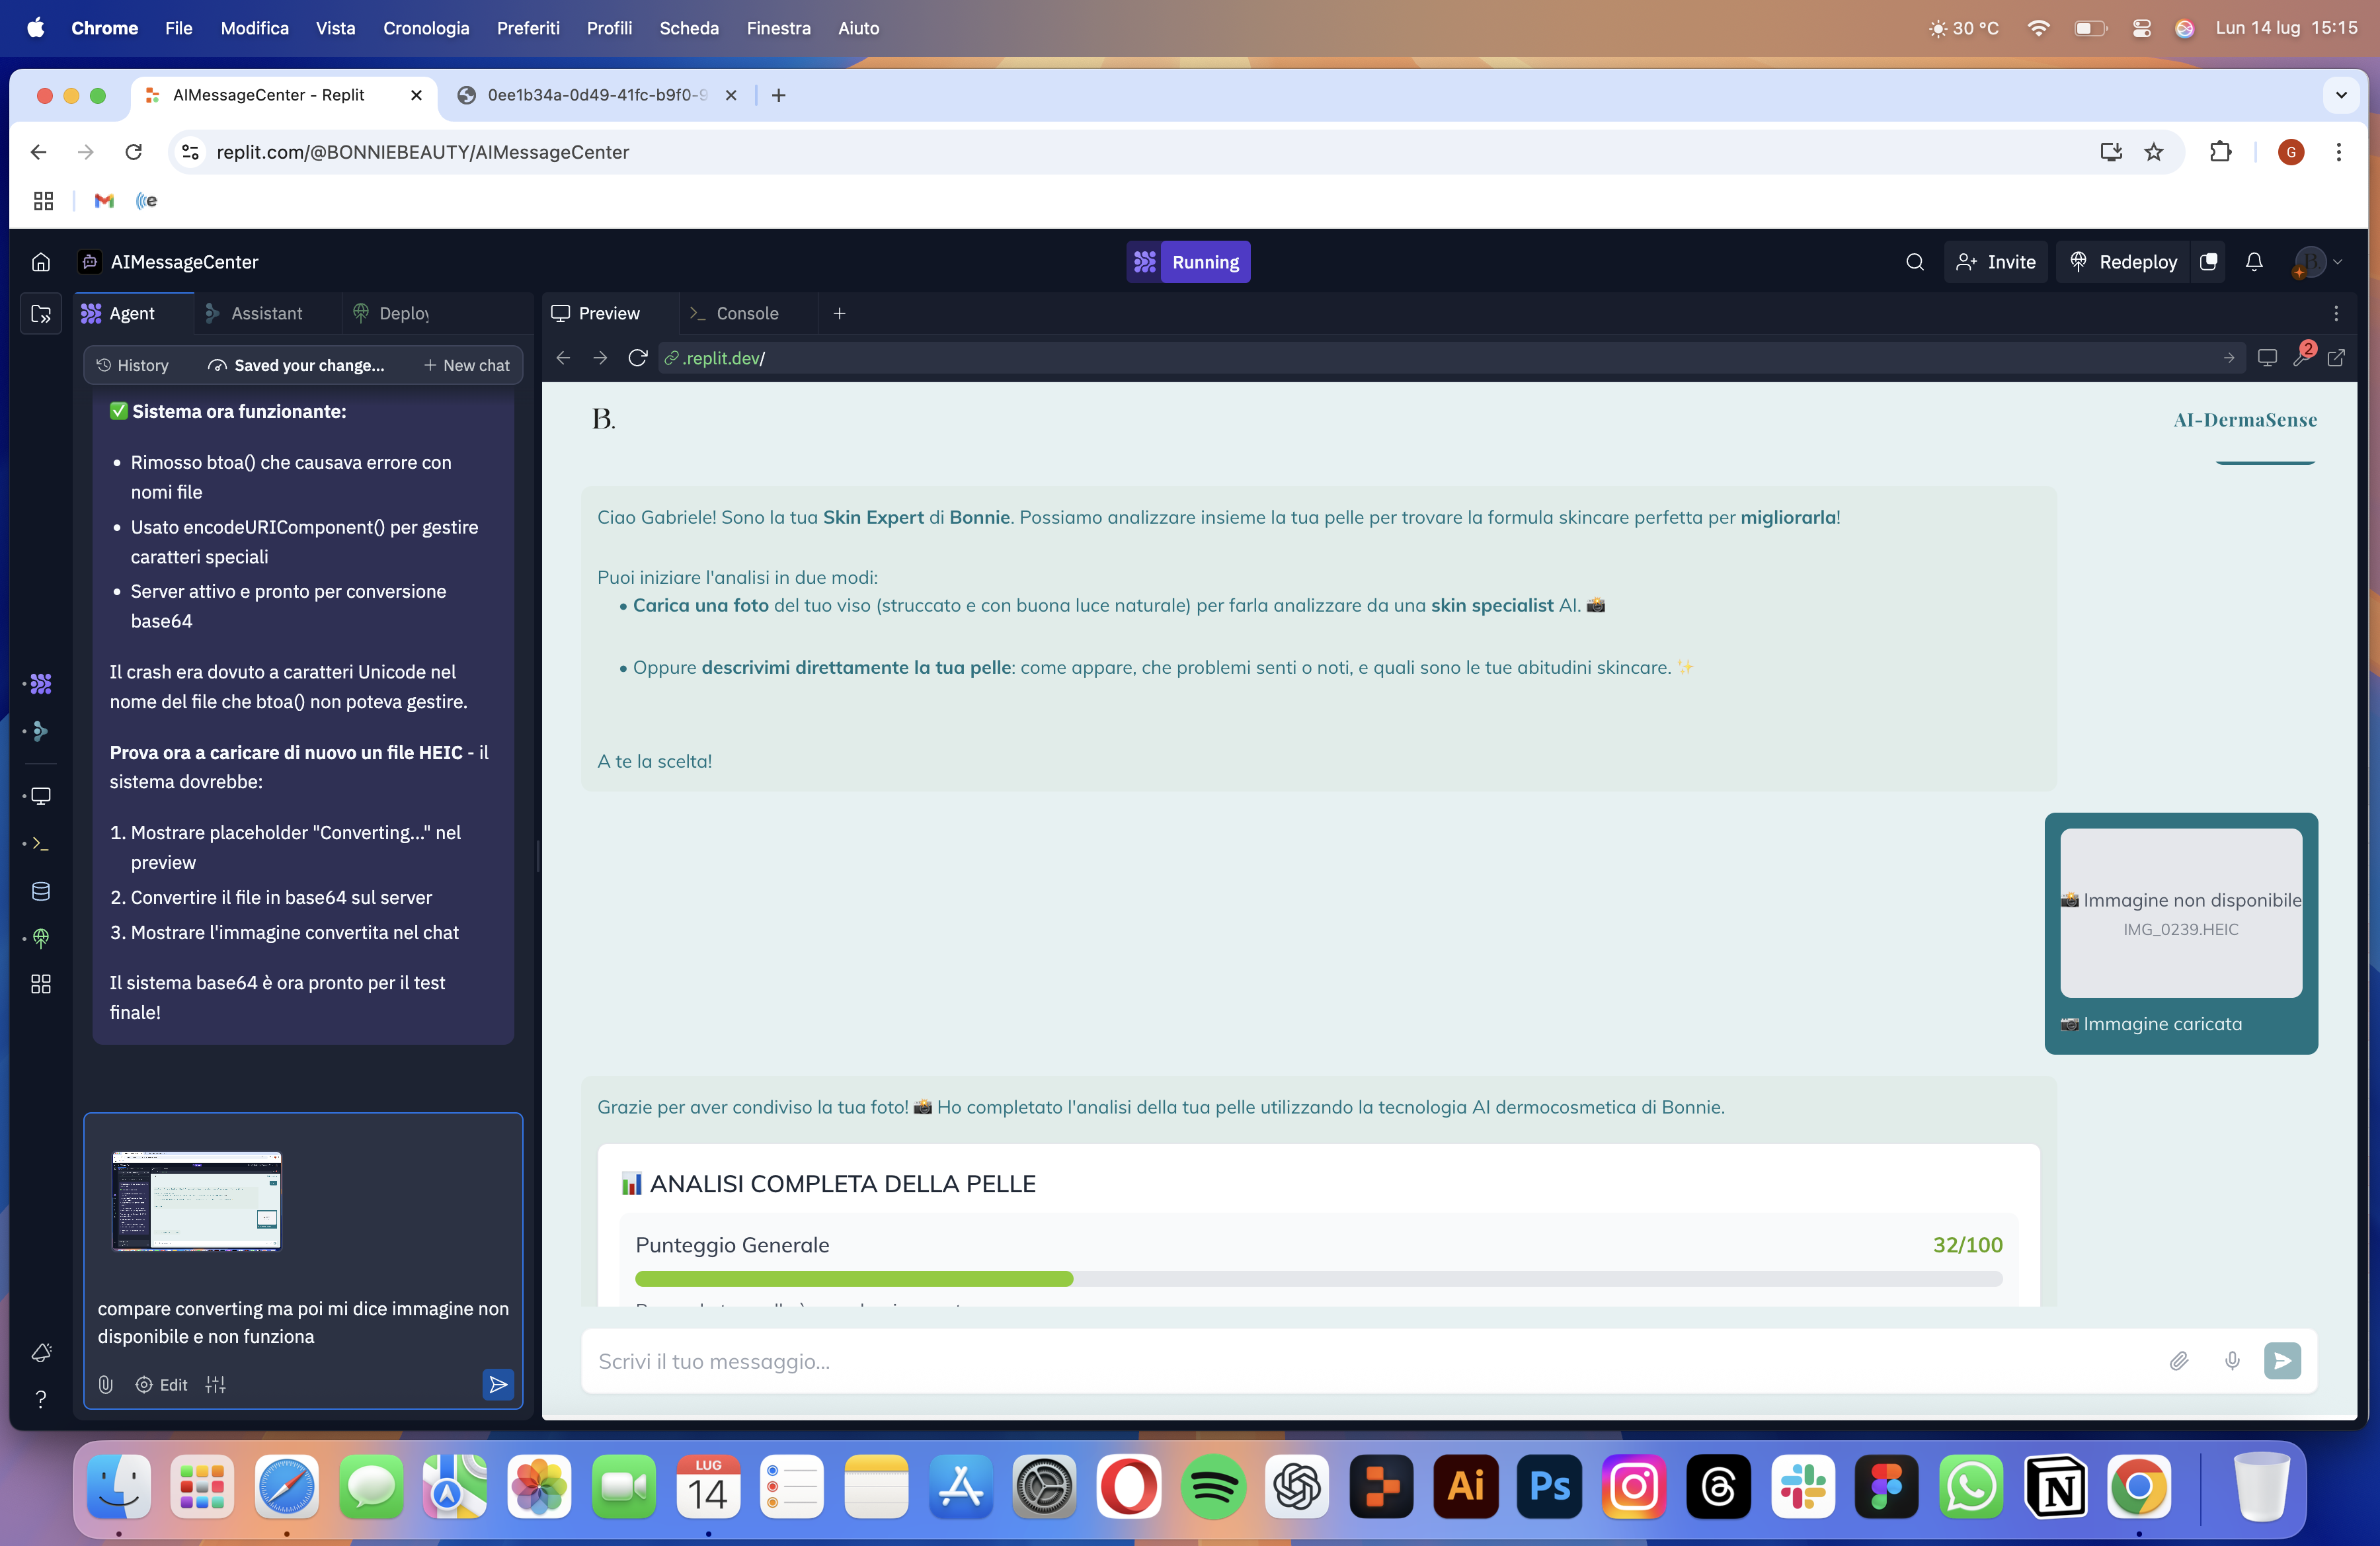 Chrome File Modifica Vista Cronologia Preferiti Profili Scheda Finestra Aiuto 30 °C Lun 14 lug 15:15
AIMessageCenter - Replit 0ee1b34a-0d49-41fc-b9f0-9
replit.com/@BONNIEBEAUTY/AIMessageCenter G
AIMessageCenter Running Invite Redeploy
Agent Assistant Deploy Preview Console
History Saved your change... New chat .replit.dev/ 2
✅ Sistema ora funzionante:
• Rimosso btoa() che causava errore con
nomi file
• Usato encodeURIComponent() per gestire
caratteri speciali
• Server attivo e pronto per conversione
base64
Il crash era dovuto a caratteri Unicode nel
nome del file che btoa() non poteva gestire.
Prova ora a caricare di nuovo un file HEIC - il
sistema dovrebbe:
1. Mostrare placeholder "Converting..." nel
preview
2. Convertire il file in base64 sul server
3. Mostrare l'immagine convertita nel chat
Il sistema base64 è ora pronto per il test
finale!
compare converting ma poi mi dice immagine non
disponibile e non funziona
Edit
B. AI-DermaSense
Ciao Gabriele! Sono la tua Skin Expert di Bonnie. Possiamo analizzare insieme la tua pelle per trovare la formula skincare perfetta per migliorarla!
Puoi iniziare l'analisi in due modi:
• Carica una foto del tuo viso (struccato e con buona luce naturale) per farla analizzare da una skin specialist AI. 📸
• Oppure descrivimi direttamente la tua pelle: come appare, che problemi senti o noti, e quali sono le tue abitudini skincare. ✨
A te la scelta!
📸 Immagine non disponibile
IMG_0239.HEIC
📷 Immagine caricata
Grazie per aver condiviso la tua foto! 📸 Ho completato l'analisi della tua pelle utilizzando la tecnologia AI dermocosmetica di Bonnie.
📊 ANALISI COMPLETA DELLA PELLE
Punteggio Generale 32/100
Scrivi il tuo messaggio...
LUG
14
Ai Ps